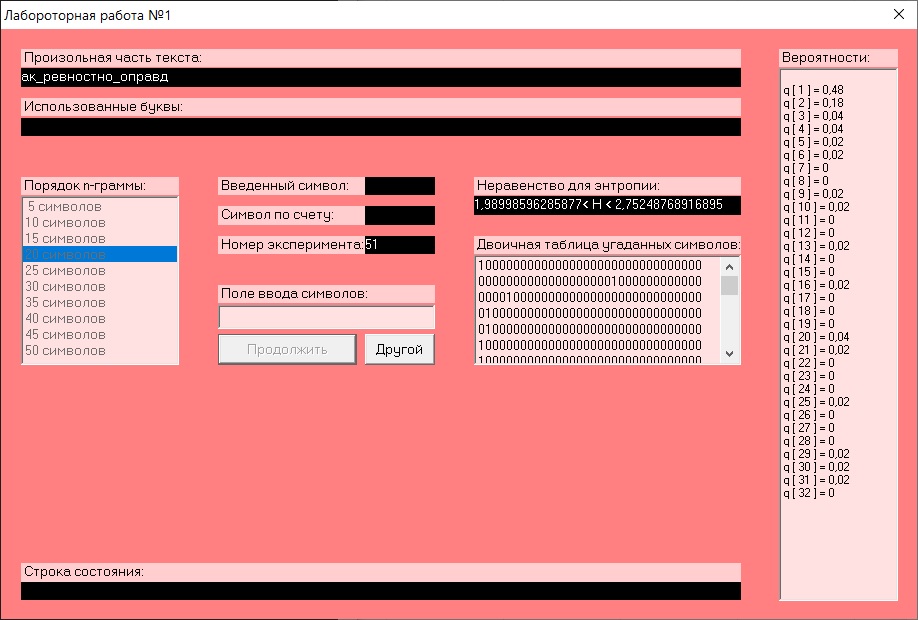 Лабороторная работа №1
Произольная часть текста:
ак_ревностно_оправд
Использованные буквы:
Порядок n-граммы:
5 символов
10 символов
15 символов
20 символов
25 символов
30 символов
35 символов
40 символов
45 символов
50 символов
Введенный символ:
Символ по счету:
Номер эксперимента: 51
Поле ввода символов:
Продолжить
Другой
Неравенство для энтропии:
1,98998596285877< H < 2,75248768916895
Двоичная таблица угаданных символов:
10000000000000000000000000000000
00000000000000000001000000000000
00001000000000000000000000000000
01000000000000000000000000000000
01000000000000000000000000000000
10000000000000000000000000000000
10000000000000000000000000000000
Вероятности:
q [ 1 ] = 0,48
q [ 2 ] = 0,18
q [ 3 ] = 0,04
q [ 4 ] = 0,04
q [ 5 ] = 0,02
q [ 6 ] = 0,02
q [ 7 ] = 0
q [ 8 ] = 0
q [ 9 ] = 0,02
q [ 10 ] = 0,02
q [ 11 ] = 0
q [ 12 ] = 0
q [ 13 ] = 0,02
q [ 14 ] = 0
q [ 15 ] = 0
q [ 16 ] = 0,02
q [ 17 ] = 0
q [ 18 ] = 0
q [ 19 ] = 0
q [ 20 ] = 0,04
q [ 21 ] = 0,02
q [ 22 ] = 0
q [ 23 ] = 0
q [ 24 ] = 0
q [ 25 ] = 0,02
q [ 26 ] = 0
q [ 27 ] = 0
q [ 28 ] = 0
q [ 29 ] = 0,02
q [ 30 ] = 0,02
q [ 31 ] = 0,02
q [ 32 ] = 0
Строка состояния: